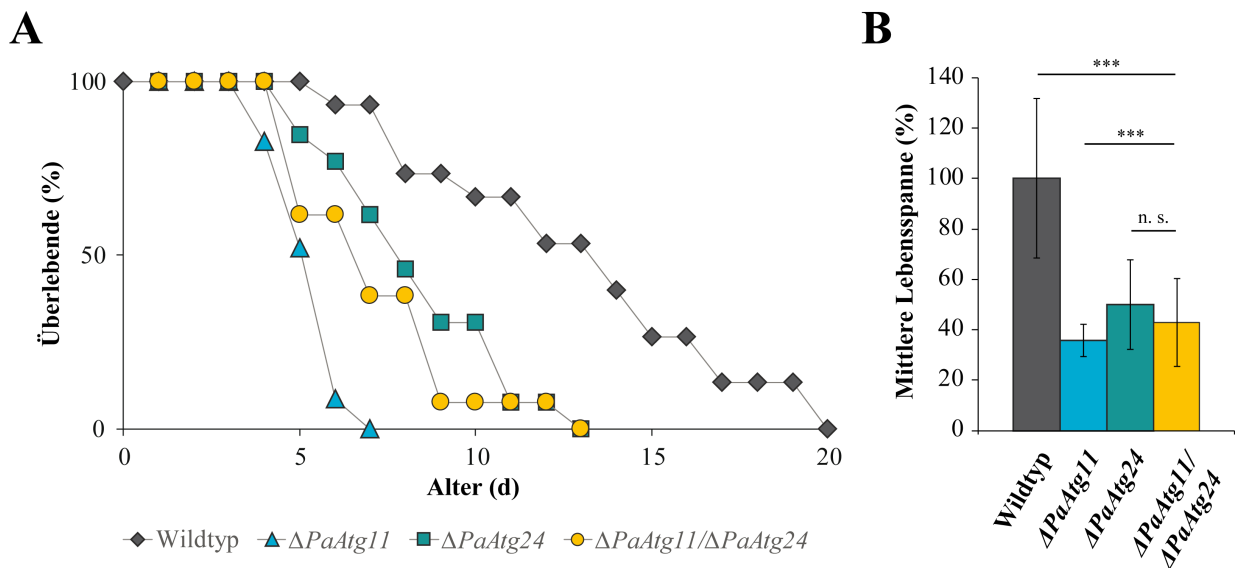 A
Überlebende (%)
100
50
0
0
5
10
15
20
Alter (d)
Wildtyp
ΔPaAtg11
ΔPaAtg24
ΔPaAtg11/ΔPaAtg24
B
Mittlere Lebensspanne (%)
140
120
100
80
60
40
20
0
***
***
n. s.
Wildtyp
ΔPaAtg11
ΔPaAtg24
ΔPaAtg11/
ΔPaAtg24